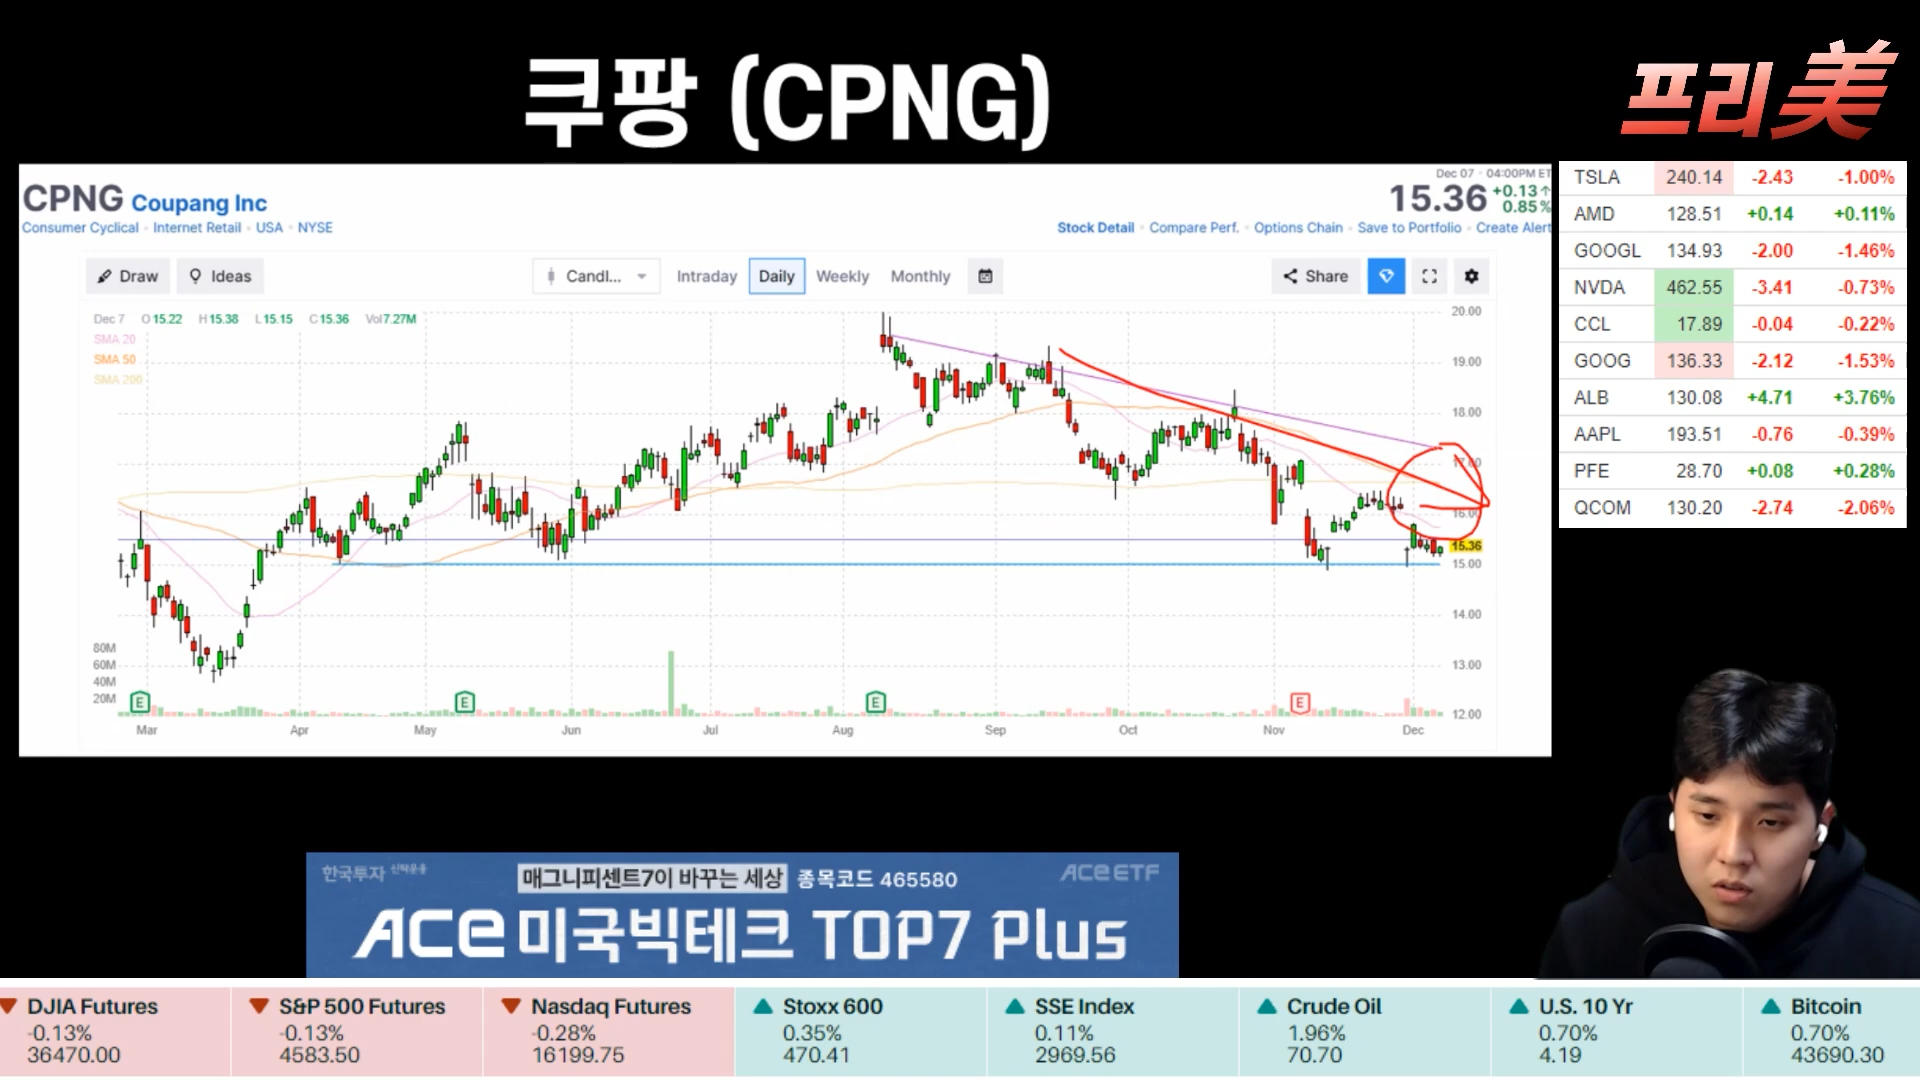 쿠팡 (CPNG)
프리美
CPNG Coupang Inc
Consumer Cyclical • Internet Retail • USA • NYSE
Dec 07 • 04:00PM ET
15.36 +0.13↑
0.85%
Stock Detail • Compare Perf. • Options Chain • Save to Portfolio • Create Alert
Draw Ideas Candl... Intraday Daily Weekly Monthly Share
Dec 7 O 15.22 H 15.38 L 15.15 C 15.36 Vol 7.27M
SMA 20
SMA 50
SMA 200
20.00
19.00
18.00
17.00
16.00
15.36
15.00
14.00
13.00
12.00
80M
60M
40M
20M
E E E E
Mar Apr May Jun Jul Aug Sep Oct Nov Dec
TSLA 240.14 -2.43 -1.00%
AMD 128.51 +0.14 +0.11%
GOOGL 134.93 -2.00 -1.46%
NVDA 462.55 -3.41 -0.73%
CCL 17.89 -0.04 -0.22%
GOOG 136.33 -2.12 -1.53%
ALB 130.08 +4.71 +3.76%
AAPL 193.51 -0.76 -0.39%
PFE 28.70 +0.08 +0.28%
QCOM 130.20 -2.74 -2.06%
한국투자 신탁운용
매그니피센트7이 바꾸는 세상 종목코드 465580
ACE ETF
ACE 미국빅테크 TOP7 Plus
DJIA Futures
-0.13%
36470.00
S&P 500 Futures
-0.13%
4583.50
Nasdaq Futures
-0.28%
16199.75
Stoxx 600
0.35%
470.41
SSE Index
0.11%
2969.56
Crude Oil
1.96%
70.70
U.S. 10 Yr
0.70%
4.19
Bitcoin
0.70%
43690.30